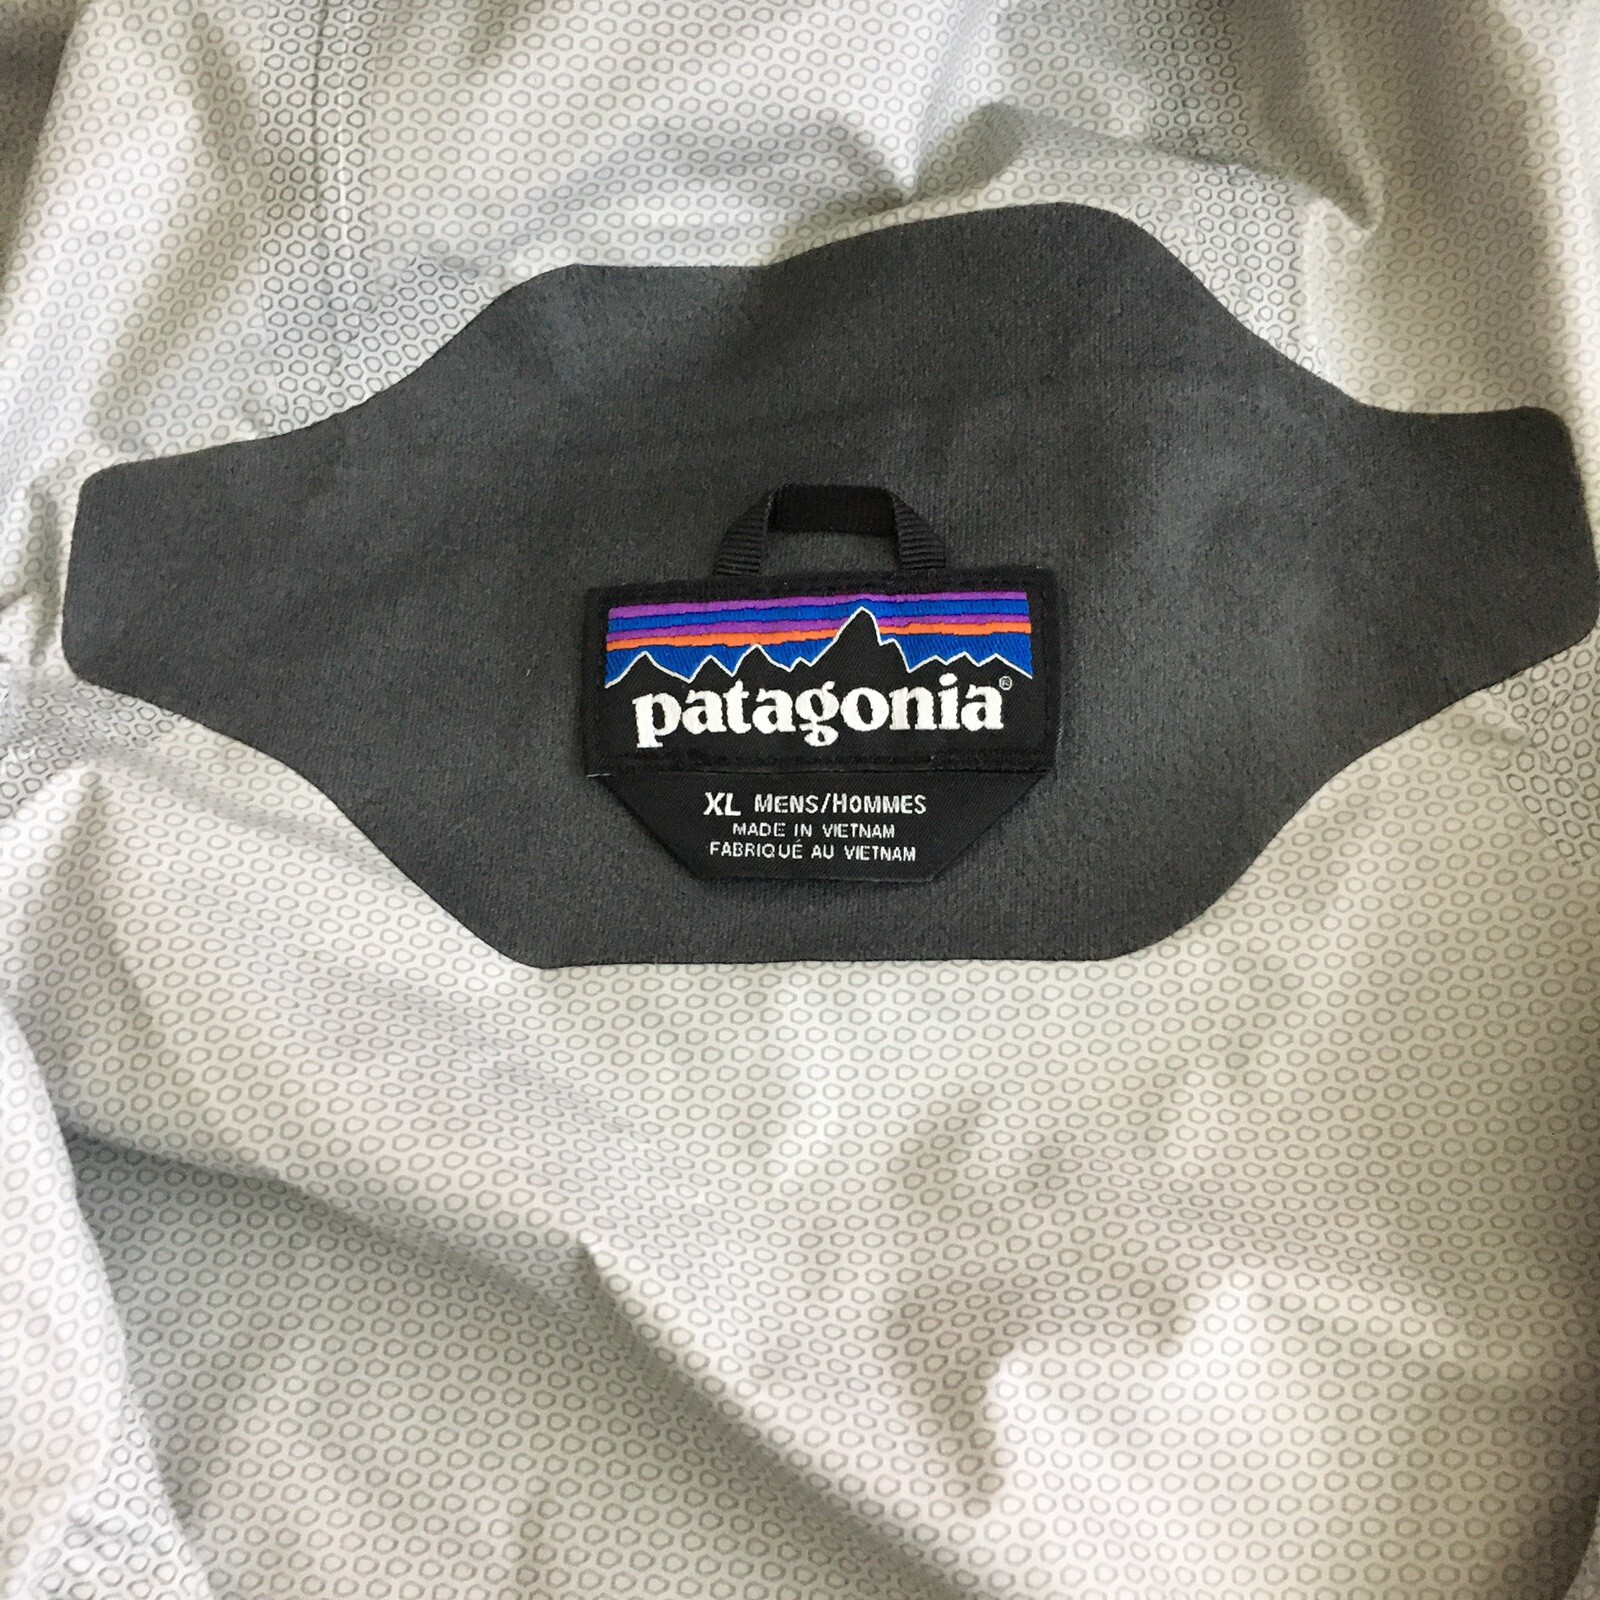 patagonia®
XL MENS/HOMMES
MADE IN VIETNAM
FABRIQUÉ AU VIETNAM